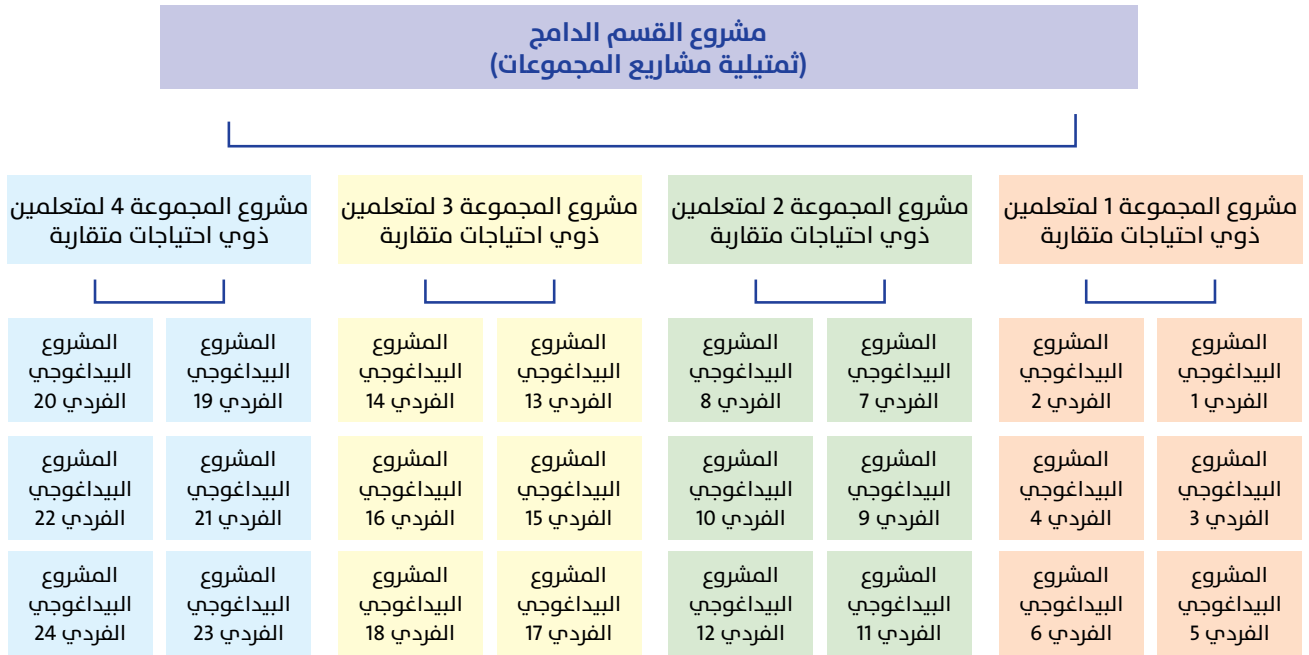 مشروع القسم الدامج
(ثمتيلية مشاريع المجموعات)
مشروع المجموعة 1 لمتعلمين
ذوي احتياجات متقاربة
مشروع المجموعة 2 لمتعلمين
ذوي احتياجات متقاربة
مشروع المجموعة 3 لمتعلمين
ذوي احتياجات متقاربة
مشروع المجموعة 4 لمتعلمين
ذوي احتياجات متقاربة
المشروع
البيداغوجي
الفردي 1
المشروع
البيداغوجي
الفردي 2
المشروع
البيداغوجي
الفردي 7
المشروع
البيداغوجي
الفردي 8
المشروع
البيداغوجي
الفردي 13
المشروع
البيداغوجي
الفردي 14
المشروع
البيداغوجي
الفردي 19
المشروع
البيداغوجي
الفردي 20
المشروع
البيداغوجي
الفردي 3
المشروع
البيداغوجي
الفردي 4
المشروع
البيداغوجي
الفردي 9
المشروع
البيداغوجي
الفردي 10
المشروع
البيداغوجي
الفردي 15
المشروع
البيداغوجي
الفردي 16
المشروع
البيداغوجي
الفردي 21
المشروع
البيداغوجي
الفردي 22
المشروع
البيداغوجي
الفردي 5
المشروع
البيداغوجي
الفردي 6
المشروع
البيداغوجي
الفردي 11
المشروع
البيداغوجي
الفردي 12
المشروع
البيداغوجي
الفردي 17
المشروع
البيداغوجي
الفردي 18
المشروع
البيداغوجي
الفردي 23
المشروع
البيداغوجي
الفردي 24